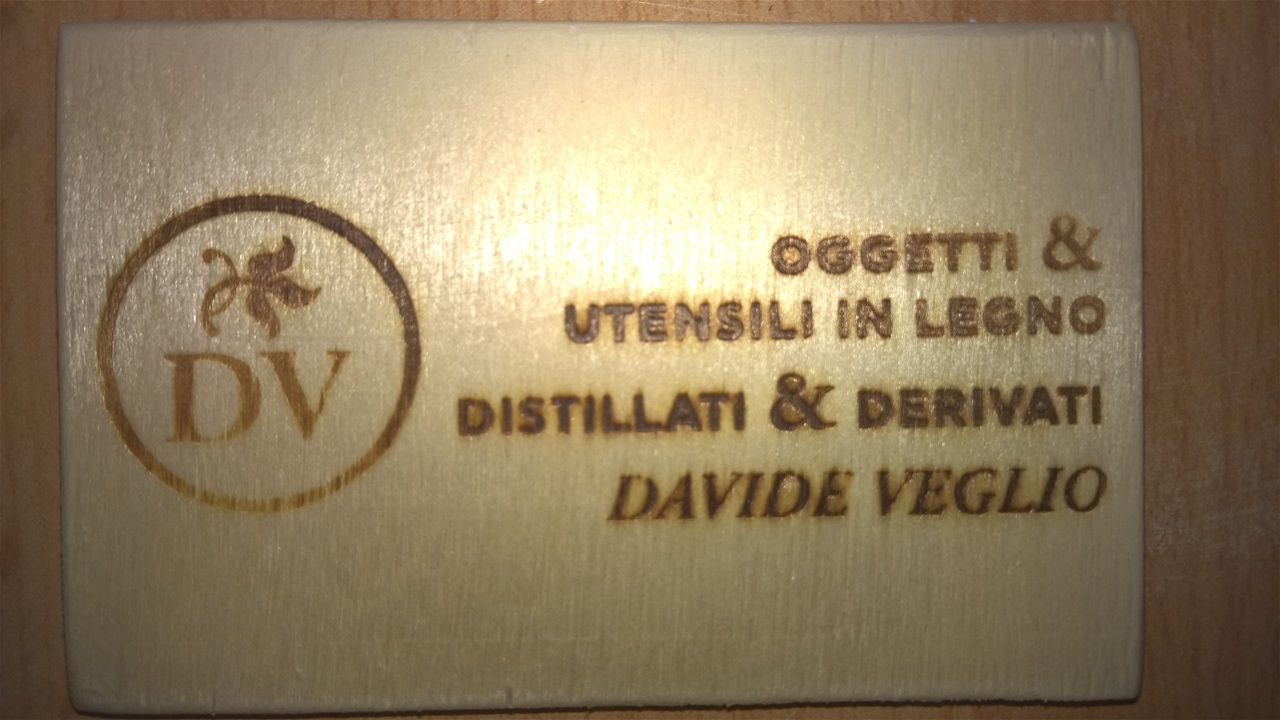 DV
OGGETTI &
UTENSILI IN LEGNO
DISTILLATI & DERIVATI
DAVIDE VEGLIO